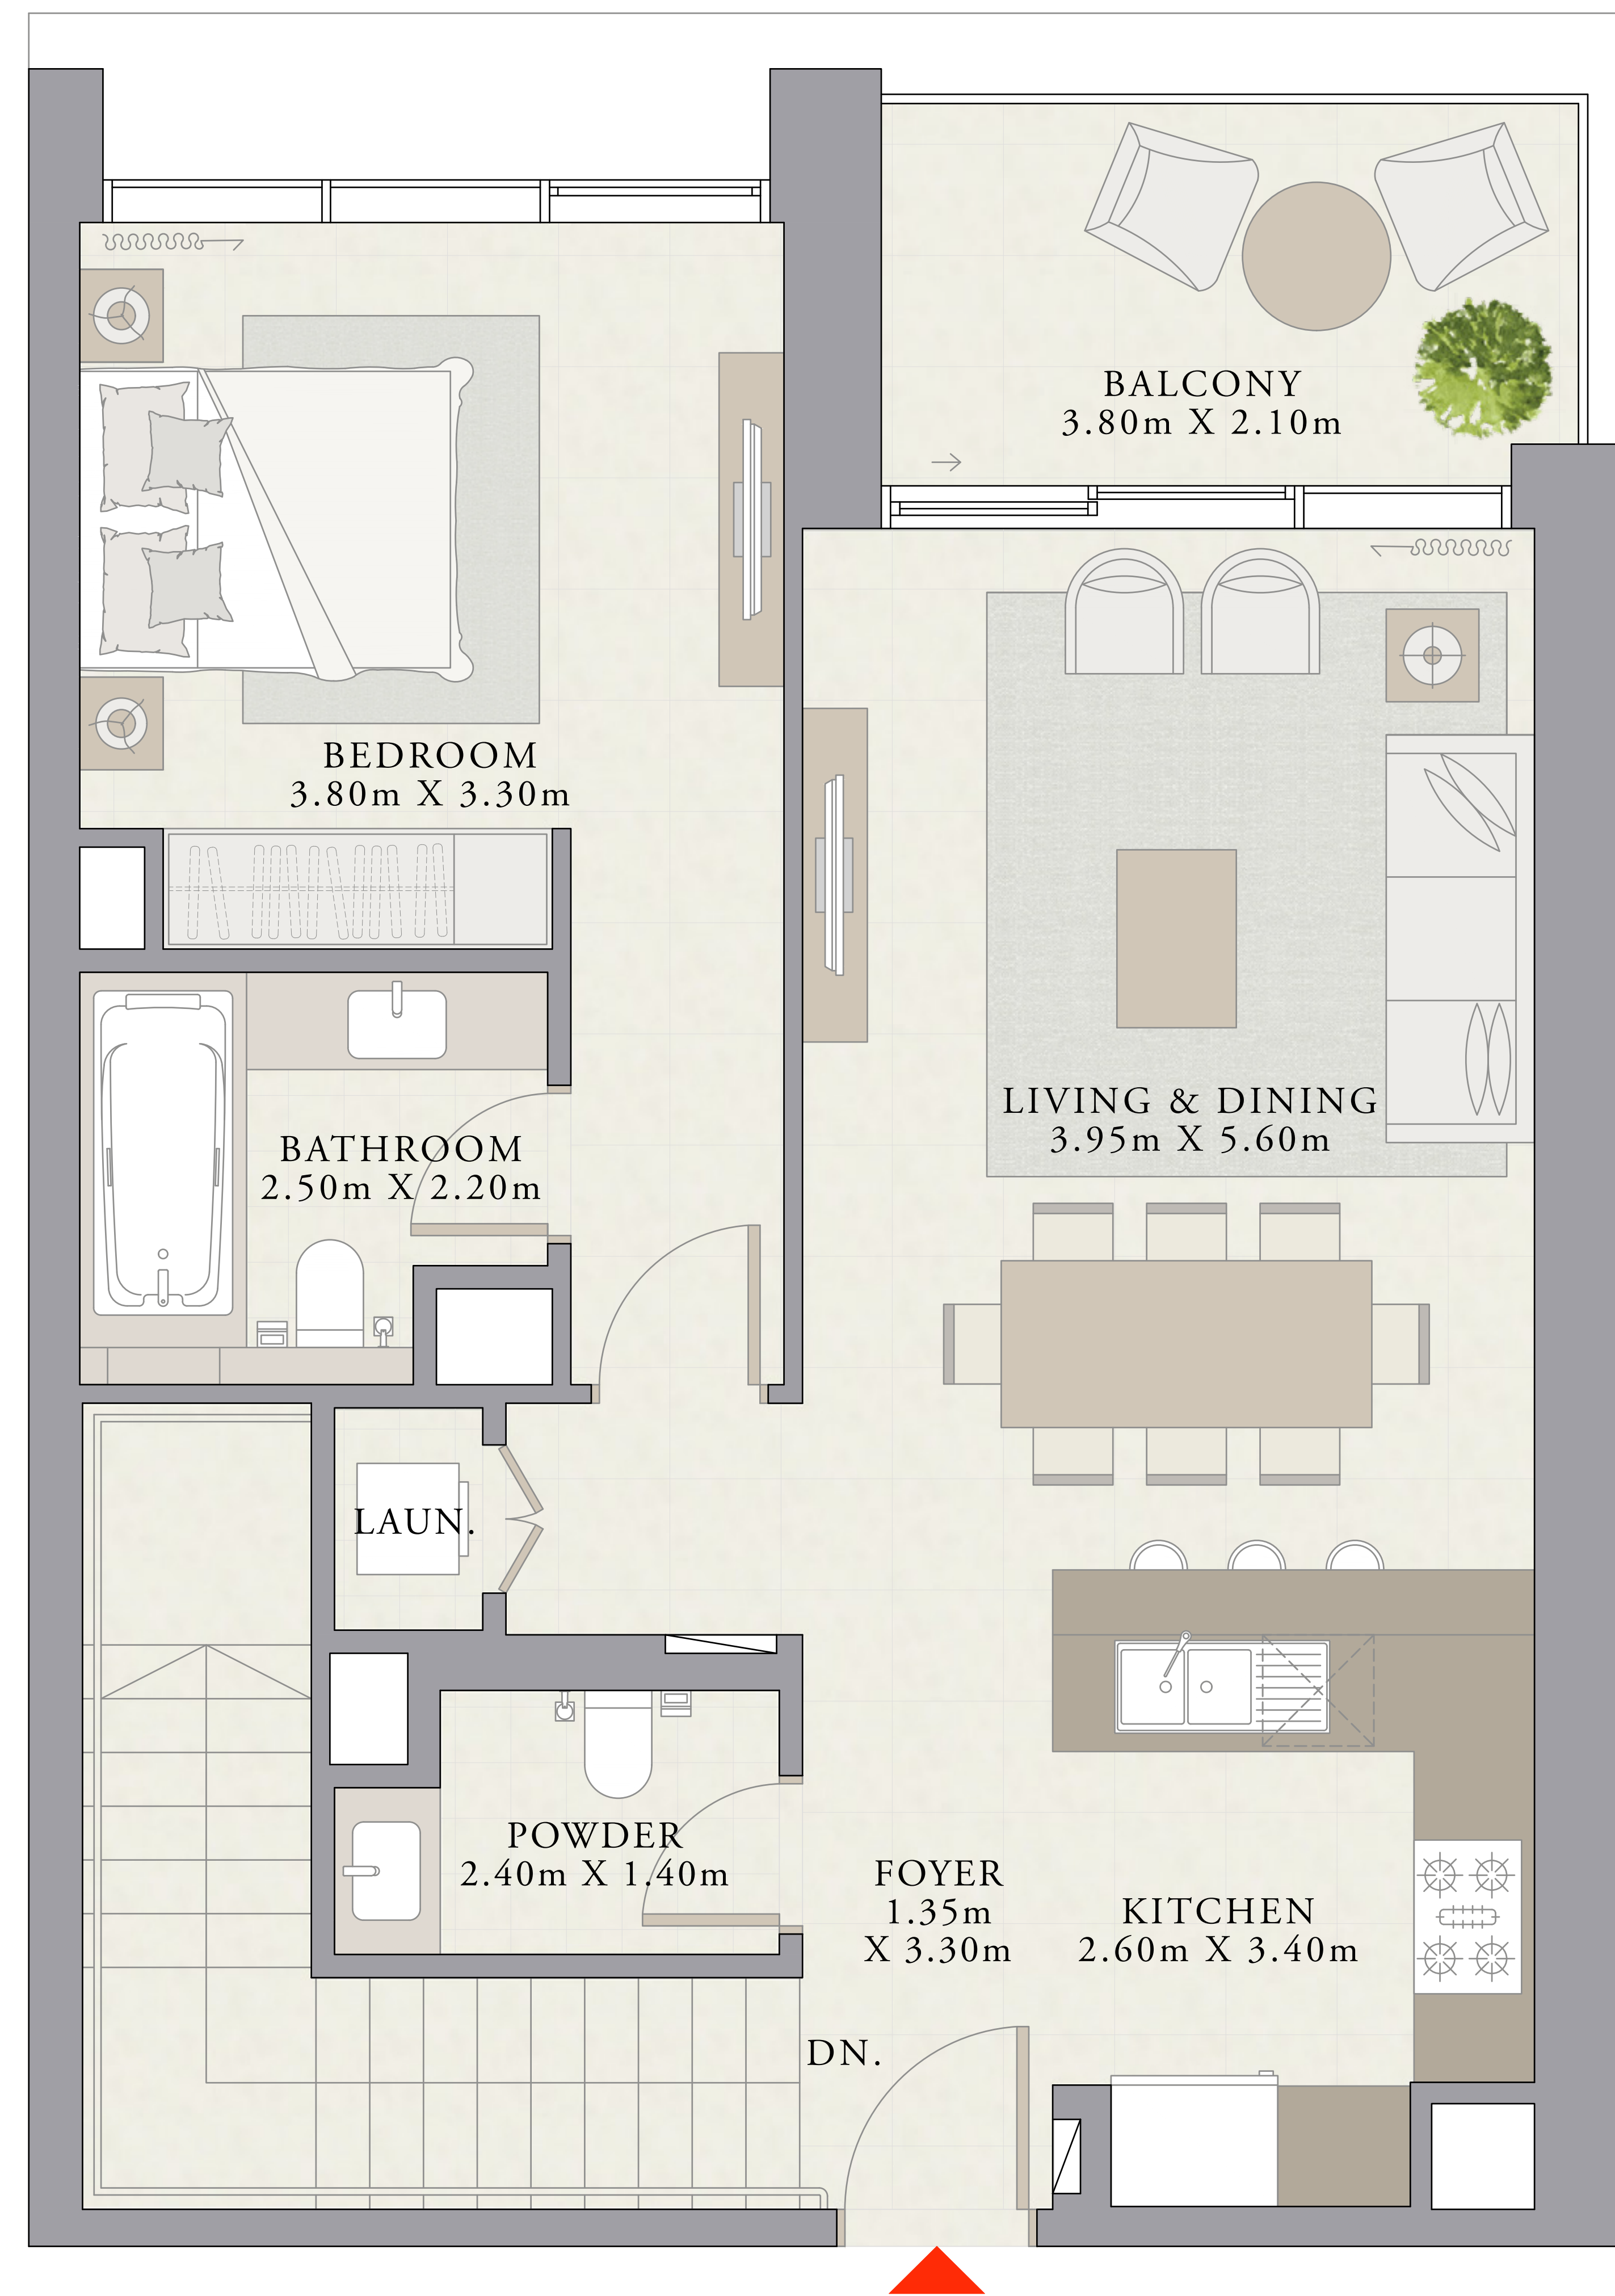 BALCONY
3.80m X 2.10m
BEDROOM
3.80m X 3.30m
LIVING & DINING
3.95m X 5.60m
BATHROOM
2.50m X 2.20m
LAUN.
POWDER
2.40m X 1.40m
FOYER
1.35m
X 3.30m
KITCHEN
2.60m X 3.40m
DN.